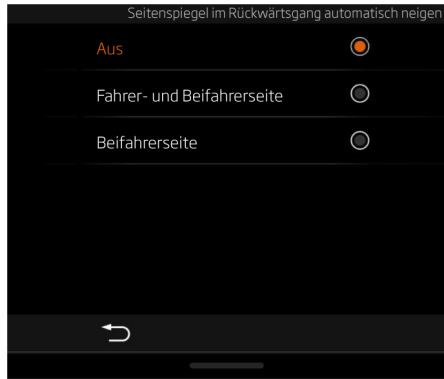 Seitenspiegel im Rückwärtsgang automatisch neigen
Aus
Fahrer- und Beifahrerseite
Beifahrerseite